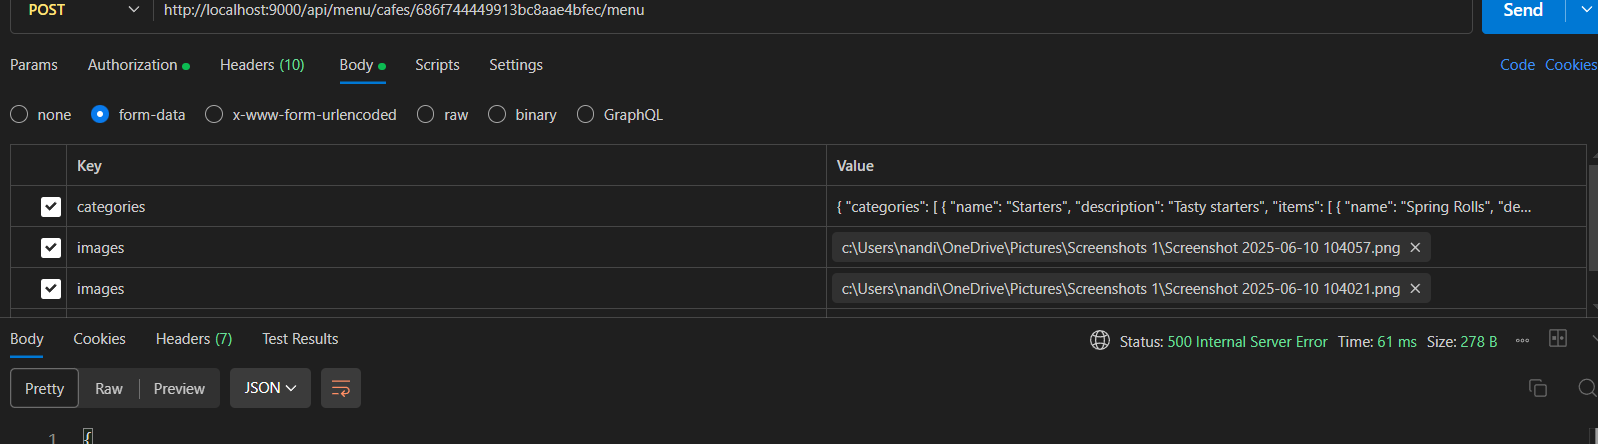 POST http://localhost:9000/api/menu/cafes/686f744449913bc8aae4bfec/menu Send
Params Authorization Headers (10) Body Scripts Settings Code Cookies
none form-data x-www-form-urlencoded raw binary GraphQL
Key Value
categories { "categories": [ { "name": "Starters", "description": "Tasty starters", "items": [ { "name": "Spring Rolls", "de...
images c:\Users\nandi\OneDrive\Pictures\Screenshots 1\Screenshot 2025-06-10 104057.png ×
images c:\Users\nandi\OneDrive\Pictures\Screenshots 1\Screenshot 2025-06-10 104021.png ×
Body Cookies Headers (7) Test Results Status: 500 Internal Server Error Time: 61 ms Size: 278 B
Pretty Raw Preview JSON
1 {